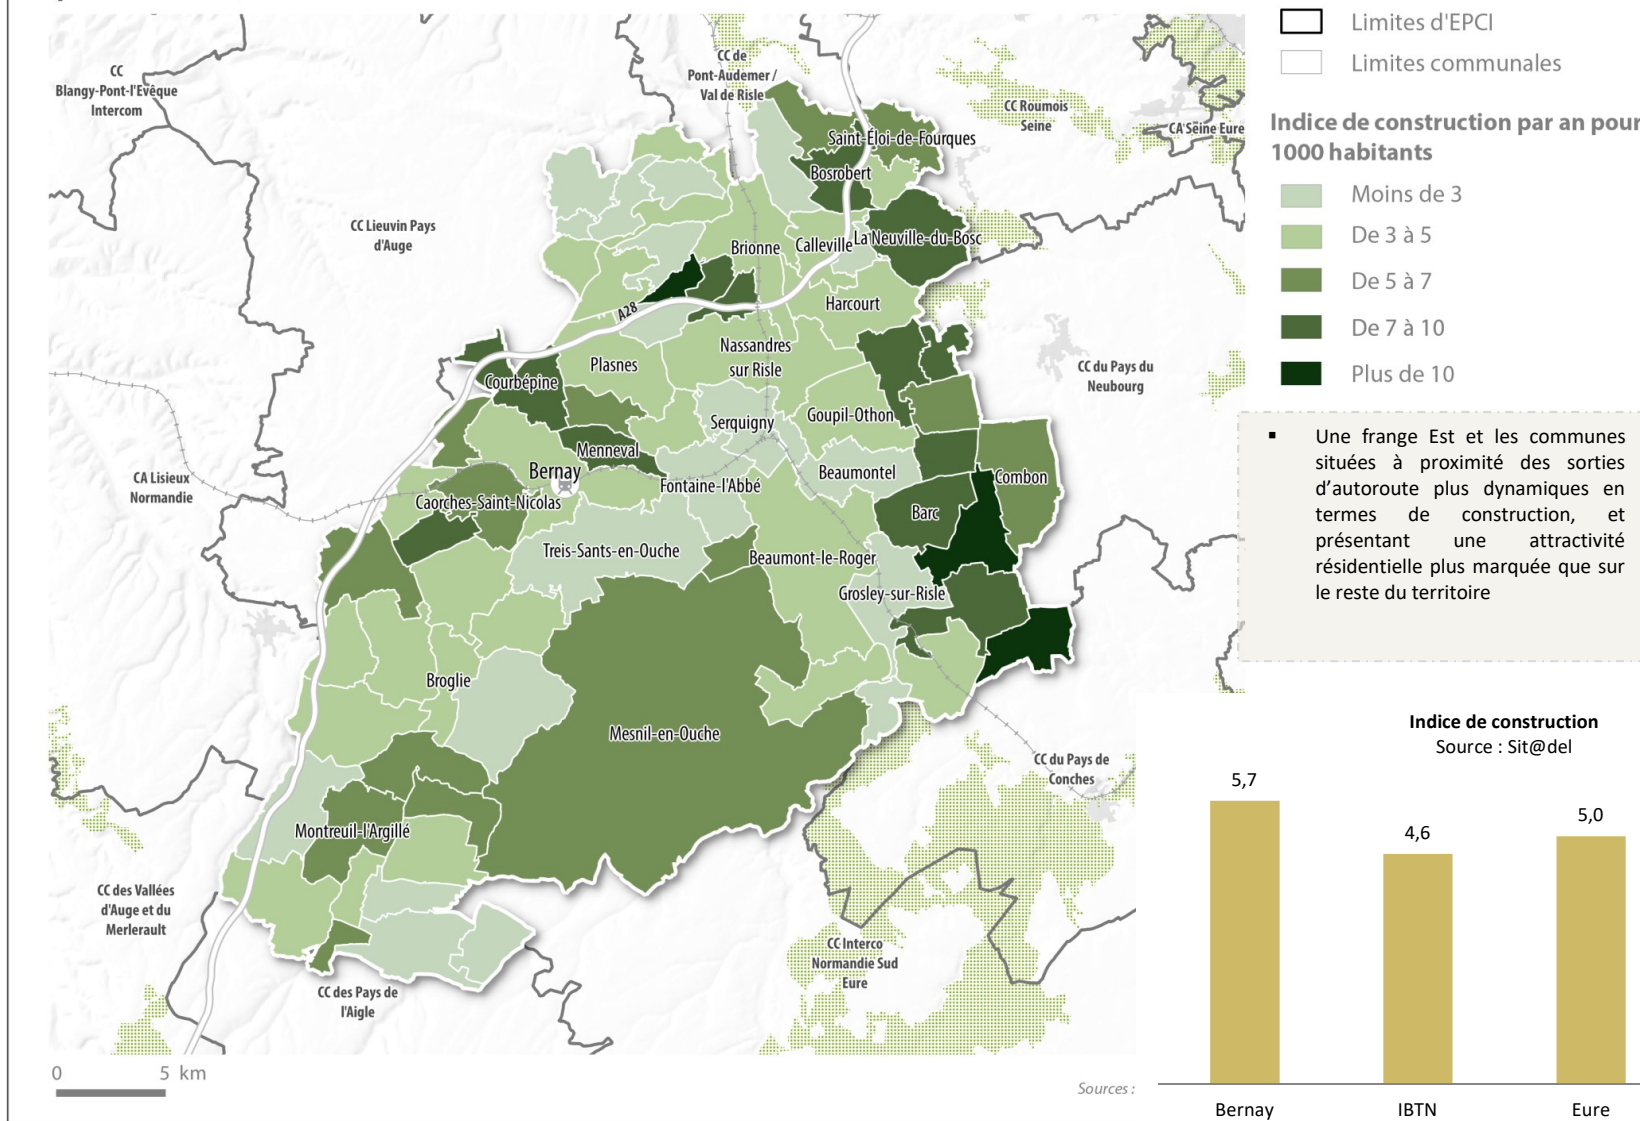 Limites d'EPCI
Limites communales
Indice de construction par an pour
1000 habitants
Moins de 3
De 3 à 5
De 5 à 7
De 7 à 10
Plus de 10
CC
Blangy-Pont-l'Evêque
Intercom
CC de
Pont-Audemer /
Val de Risle
CC Roumois
Seine
CA Seine Eure
Saint-Éloi-de-Fourques
Bosrobert
CC Lieuvin Pays
d'Auge
Brionne
Calleville
La Neuville-du-Bosc
Harcourt
A28
Nassandres
sur Risle
Plasnes
Courbépine
CC du Pays du
Neubourg
Serquigny
Goupil-Othon
Menneval
Bernay
Fontaine-l'Abbé
Beaumontel
Combon
CA Lisieux
Normandie
Caorches-Saint-Nicolas
Barc
Treis-Sants-en-Ouche
Beaumont-le-Roger
Grosley-sur-Risle
Broglie
Mesnil-en-Ouche
CC du Pays de
Conches
Montreuil-l'Argillé
CC des Vallées
d'Auge et du
Merlerault
CC Interco
Normandie Sud
Eure
CC des Pays de
l'Aigle
0 5 km
Sources :
▪ Une frange Est et les communes
situées à proximité des sorties
d’autoroute plus dynamiques en
termes de construction, et
présentant une attractivité
résidentielle plus marquée que sur
le reste du territoire
Indice de construction
Source : Sit@del
5,7
4,6
5,0
Bernay IBTN Eure